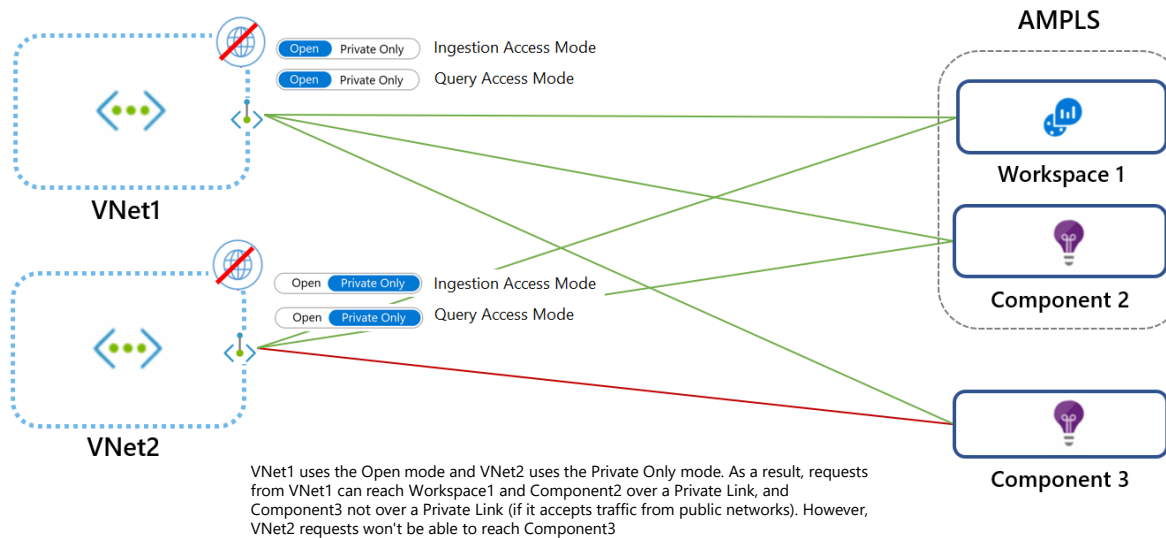 AMPLS
Open Private Only Ingestion Access Mode
Open Private Only Query Access Mode
Workspace 1
VNet1
Component 2
Open Private Only Ingestion Access Mode
Open Private Only Query Access Mode
VNet2
Component 3
VNet1 uses the Open mode and VNet2 uses the Private Only mode. As a result, requests
from VNet1 can reach Workspace1 and Component2 over a Private Link, and
Component3 not over a Private Link (if it accepts traffic from public networks). However,
VNet2 requests won't be able to reach Component3